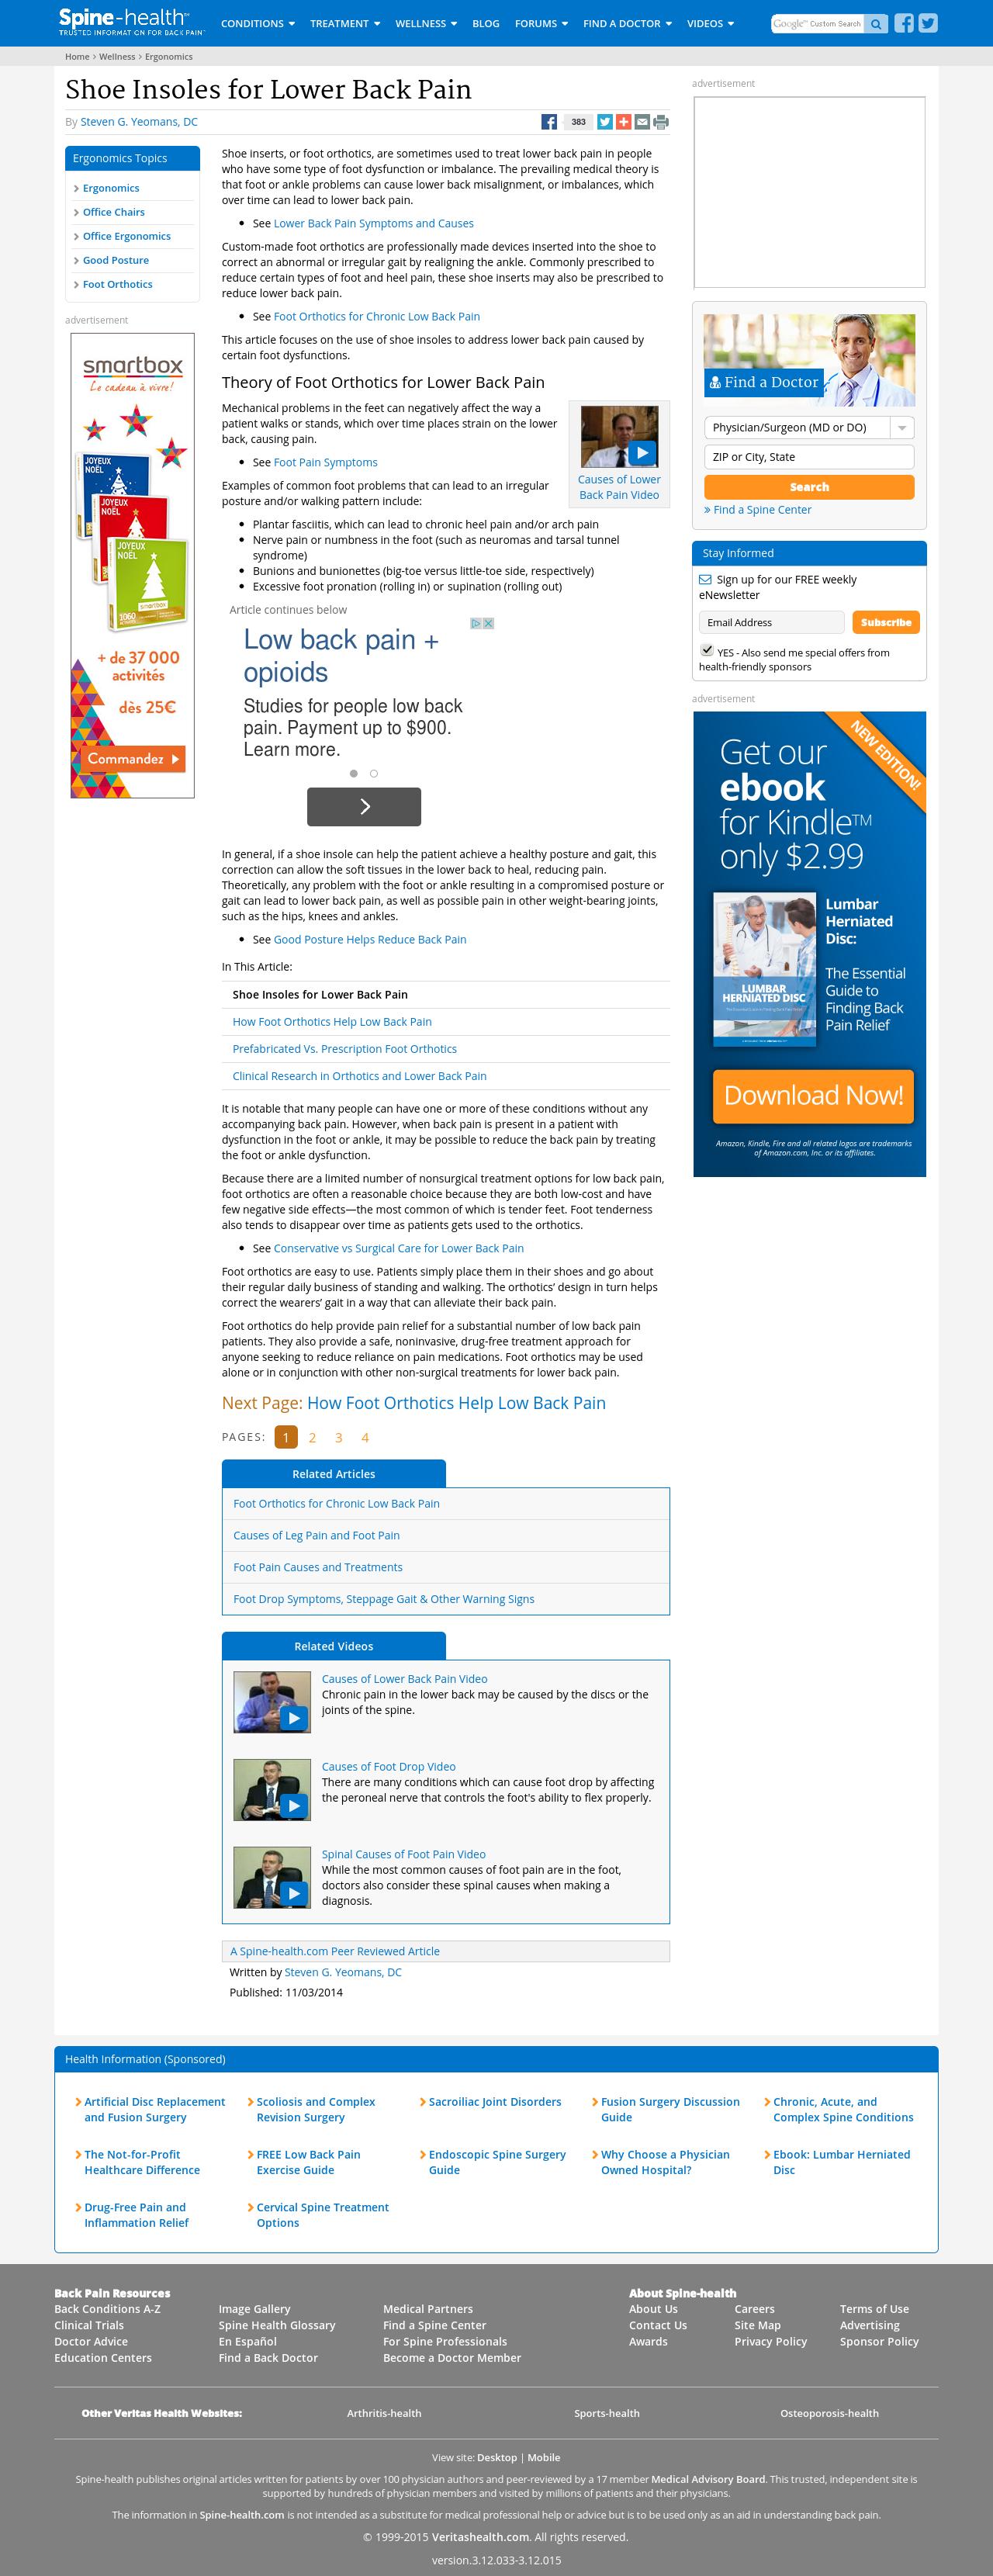 Spine-health™
TRUSTED INFORMATION FOR BACK PAIN™
CONDITIONS TREATMENT WELLNESS BLOG FORUMS FIND A DOCTOR VIDEOS
Google™ Custom Search
Home › Wellness › Ergonomics
Shoe Insoles for Lower Back Pain
By Steven G. Yeomans, DC
383
Ergonomics Topics
Ergonomics
Office Chairs
Office Ergonomics
Good Posture
Foot Orthotics
advertisement
smartbox
Le cadeau à vivre!
JOYEUX
NOËL
JOYEUX
NOËL
JOYEUX
NOËL
smartbox
1060
+ de 37 000
activités
dès 25€
Commandez
Shoe inserts, or foot orthotics, are sometimes used to treat lower back pain in people
who have some type of foot dysfunction or imbalance. The prevailing medical theory is
that foot or ankle problems can cause lower back misalignment, or imbalances, which
over time can lead to lower back pain.
• See Lower Back Pain Symptoms and Causes
Custom-made foot orthotics are professionally made devices inserted into the shoe to
correct an abnormal or irregular gait by realigning the ankle. Commonly prescribed to
reduce certain types of foot and heel pain, these shoe inserts may also be prescribed to
reduce lower back pain.
• See Foot Orthotics for Chronic Low Back Pain
This article focuses on the use of shoe insoles to address lower back pain caused by
certain foot dysfunctions.
Theory of Foot Orthotics for Lower Back Pain
Mechanical problems in the feet can negatively affect the way a
patient walks or stands, which over time places strain on the lower
back, causing pain.
• See Foot Pain Symptoms
Causes of Lower
Back Pain Video
Examples of common foot problems that can lead to an irregular
posture and/or walking pattern include:
• Plantar fasciitis, which can lead to chronic heel pain and/or arch pain
• Nerve pain or numbness in the foot (such as neuromas and tarsal tunnel
syndrome)
• Bunions and bunionettes (big-toe versus little-toe side, respectively)
• Excessive foot pronation (rolling in) or supination (rolling out)
Article continues below
Low back pain +
opioids
Studies for people low back
pain. Payment up to $900.
Learn more.
In general, if a shoe insole can help the patient achieve a healthy posture and gait, this
correction can allow the soft tissues in the lower back to heal, reducing pain.
Theoretically, any problem with the foot or ankle resulting in a compromised posture or
gait can lead to lower back pain, as well as possible pain in other weight-bearing joints,
such as the hips, knees and ankles.
• See Good Posture Helps Reduce Back Pain
In This Article:
Shoe Insoles for Lower Back Pain
How Foot Orthotics Help Low Back Pain
Prefabricated Vs. Prescription Foot Orthotics
Clinical Research in Orthotics and Lower Back Pain
It is notable that many people can have one or more of these conditions without any
accompanying back pain. However, when back pain is present in a patient with
dysfunction in the foot or ankle, it may be possible to reduce the back pain by treating
the foot or ankle dysfunction.
Because there are a limited number of nonsurgical treatment options for low back pain,
foot orthotics are often a reasonable choice because they are both low-cost and have
few negative side effects—the most common of which is tender feet. Foot tenderness
also tends to disappear over time as patients gets used to the orthotics.
• See Conservative vs Surgical Care for Lower Back Pain
Foot orthotics are easy to use. Patients simply place them in their shoes and go about
their regular daily business of standing and walking. The orthotics’ design in turn helps
correct the wearers’ gait in a way that can alleviate their back pain.
Foot orthotics do help provide pain relief for a substantial number of low back pain
patients. They also provide a safe, noninvasive, drug-free treatment approach for
anyone seeking to reduce reliance on pain medications. Foot orthotics may be used
alone or in conjunction with other non-surgical treatments for lower back pain.
Next Page: How Foot Orthotics Help Low Back Pain
PAGES: 1 2 3 4
Related Articles
Foot Orthotics for Chronic Low Back Pain
Causes of Leg Pain and Foot Pain
Foot Pain Causes and Treatments
Foot Drop Symptoms, Steppage Gait & Other Warning Signs
Related Videos
Causes of Lower Back Pain Video
Chronic pain in the lower back may be caused by the discs or the
joints of the spine.
Causes of Foot Drop Video
There are many conditions which can cause foot drop by affecting
the peroneal nerve that controls the foot's ability to flex properly.
Spinal Causes of Foot Pain Video
While the most common causes of foot pain are in the foot,
doctors also consider these spinal causes when making a
diagnosis.
A Spine-health.com Peer Reviewed Article
Written by Steven G. Yeomans, DC
Published: 11/03/2014
advertisement
Find a Doctor
Physician/Surgeon (MD or DO)
ZIP or City, State
Search
» Find a Spine Center
Stay Informed
Sign up for our FREE weekly
eNewsletter
Email Address
Subscribe
YES - Also send me special offers from
health-friendly sponsors
advertisement
NEW EDITION!
Get our
ebook
for Kindle™
only $2.99
Lumbar
Herniated
Disc:
The Essential
Guide to
Finding Back
Pain Relief
LUMBAR
HERNIATED DISC
Download Now!
Amazon, Kindle, Fire and all related logos are trademarks
of Amazon.com, Inc. or its affiliates.
Health Information (Sponsored)
Artificial Disc Replacement
and Fusion Surgery
Scoliosis and Complex
Revision Surgery
Sacroiliac Joint Disorders
Fusion Surgery Discussion
Guide
Chronic, Acute, and
Complex Spine Conditions
The Not-for-Profit
Healthcare Difference
FREE Low Back Pain
Exercise Guide
Endoscopic Spine Surgery
Guide
Why Choose a Physician
Owned Hospital?
Ebook: Lumbar Herniated
Disc
Drug-Free Pain and
Inflammation Relief
Cervical Spine Treatment
Options
Back Pain Resources
Back Conditions A-Z
Clinical Trials
Doctor Advice
Education Centers
Image Gallery
Spine Health Glossary
En Español
Find a Back Doctor
Medical Partners
Find a Spine Center
For Spine Professionals
Become a Doctor Member
About Spine-health
About Us
Contact Us
Awards
Careers
Site Map
Privacy Policy
Terms of Use
Advertising
Sponsor Policy
Other Veritas Health Websites: Arthritis-health Sports-health Osteoporosis-health
View site: Desktop | Mobile
Spine-health publishes original articles written for patients by over 100 physician authors and peer-reviewed by a 17 member Medical Advisory Board. This trusted, independent site is
supported by hundreds of physician members and visited by millions of patients and their physicians.
The information in Spine-health.com is not intended as a substitute for medical professional help or advice but is to be used only as an aid in understanding back pain.
© 1999-2015 Veritashealth.com. All rights reserved.
version.3.12.033-3.12.015